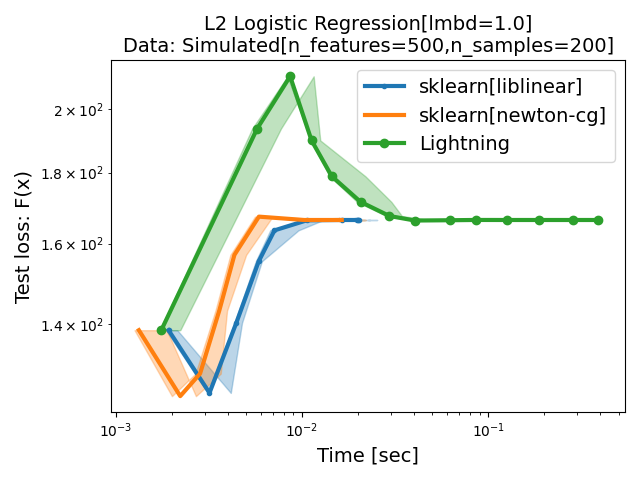 L2 Logistic Regression[lmbd=1.0]
Data: Simulated[n_features=500,n_samples=200]
sklearn[liblinear]
sklearn[newton-cg]
Lightning
Test loss: F(x)
2 × 10²
1.8 × 10²
1.6 × 10²
1.4 × 10²
10⁻³
10⁻²
10⁻¹
Time [sec]